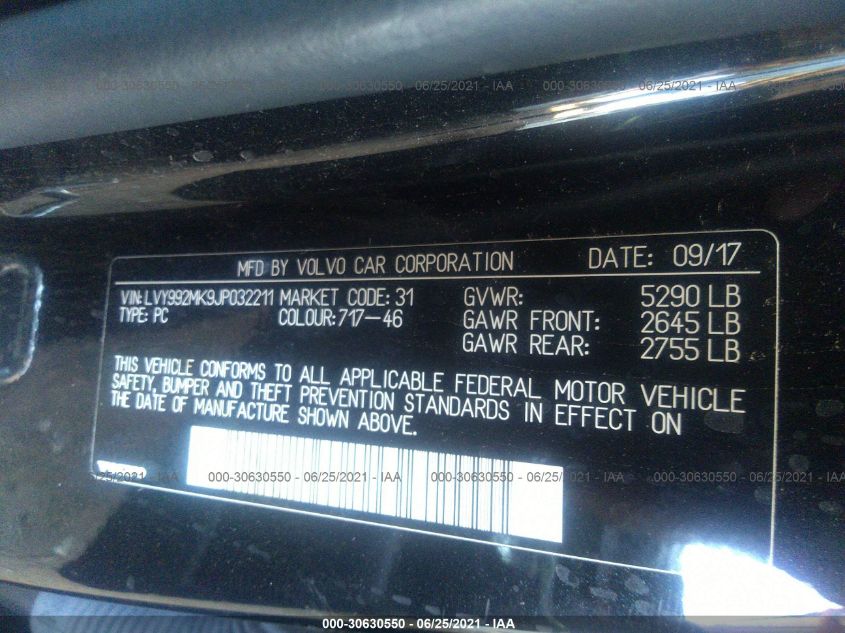 000-30630550 - 06/25/2021 - IAA 000-30630550 - 06/25/2021 - IAA
MFD BY VOLVO CAR CORPORATION DATE: 09/17
VIN: LVY992MK9JP032211 MARKET CODE: 31 GVWR: 5290 LB
TYPE: PC COLOUR: 717-46 GAWR FRONT: 2645 LB
GAWR REAR: 2755 LB
THIS VEHICLE CONFORMS TO ALL APPLICABLE FEDERAL MOTOR VEHICLE
SAFETY, BUMPER AND THEFT PREVENTION STANDARDS IN EFFECT ON
THE DATE OF MANUFACTURE SHOWN ABOVE.
25/2021 - IAA 000-30630550 - 06/25/2021 - IAA 000-30630550 - 06/25/2021 - IAA 000-306
000-30630550 - 06/25/2021 - IAA